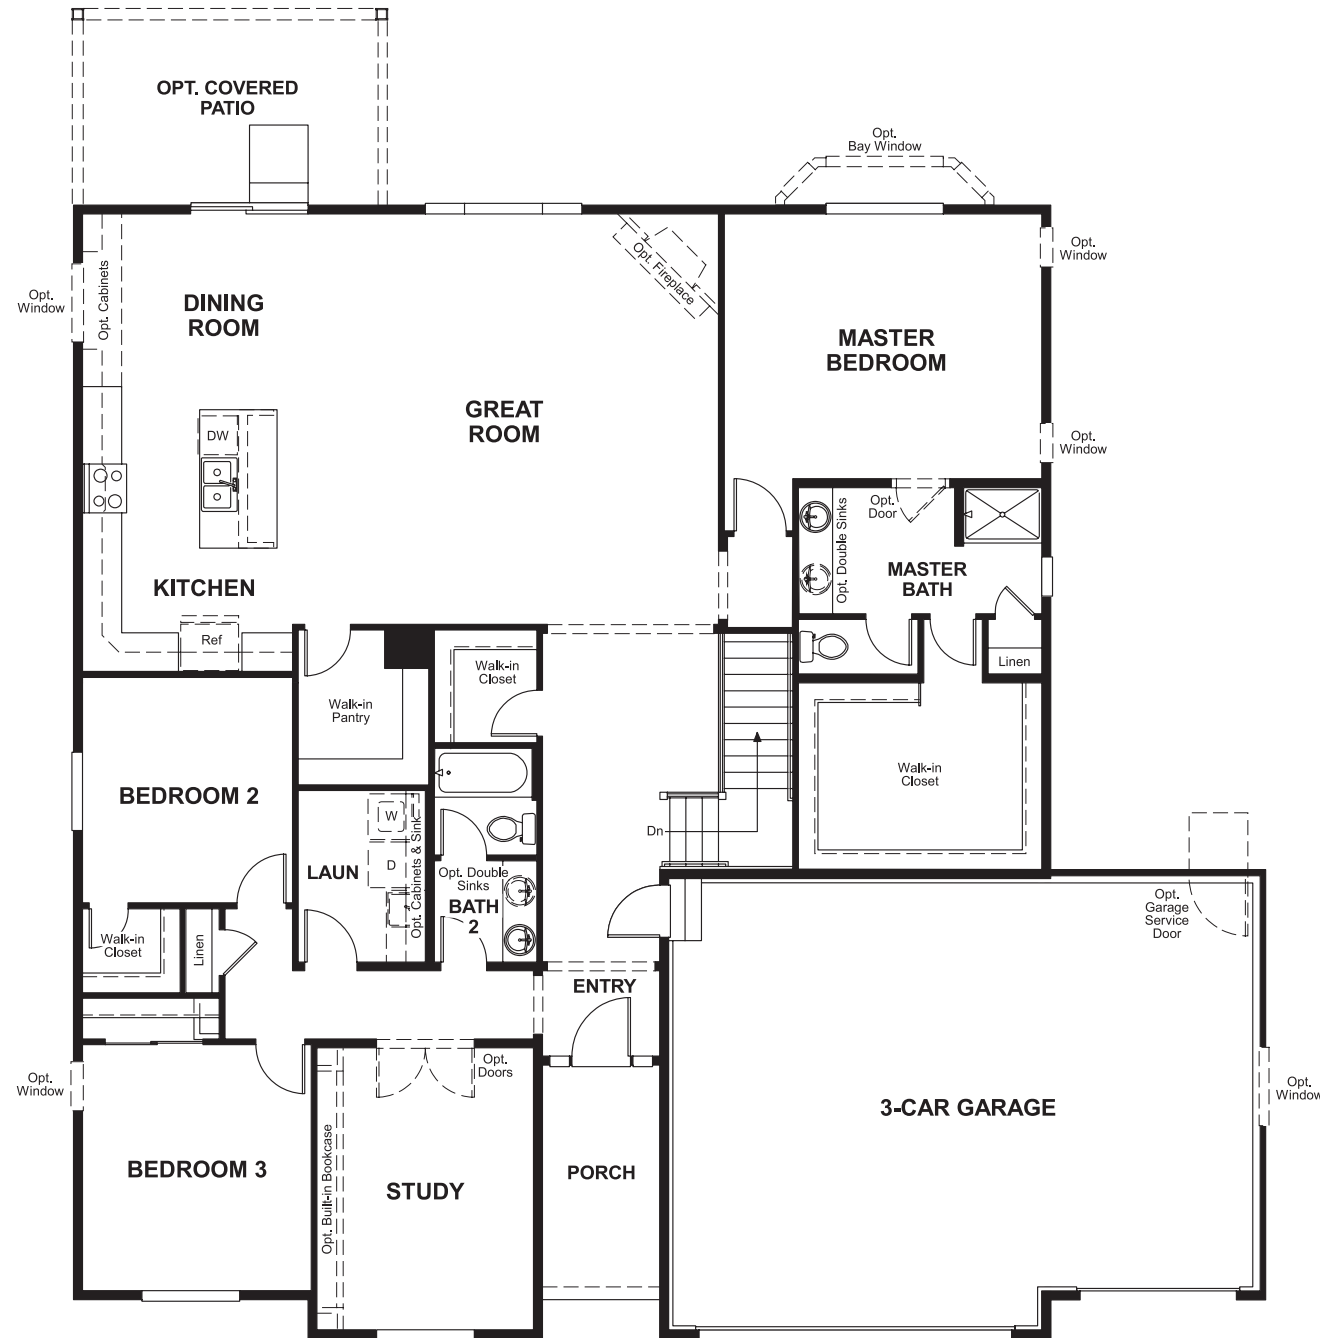 OPT. COVERED
PATIO
Opt.
Bay Window
Opt.
Window
Opt.
Window
Opt. Cabinets
DINING
ROOM
Opt. Fireplace
MASTER
BEDROOM
GREAT
ROOM
DW
Opt.
Window
Opt.
Door
Opt. Double Sinks
MASTER
BATH
KITCHEN
Ref
Linen
Walk-in
Closet
Walk-in
Pantry
Walk-in
Closet
BEDROOM 2
W
D
LAUN
Opt. Cabinets & Sink
Dn
Opt. Double
Sinks
BATH
2
Opt.
Garage
Service
Door
Walk-in
Closet
Linen
ENTRY
Opt.
Doors
Opt.
Window
Opt.
Window
3-CAR GARAGE
BEDROOM 3
Opt. Built-in Bookcase
STUDY
PORCH